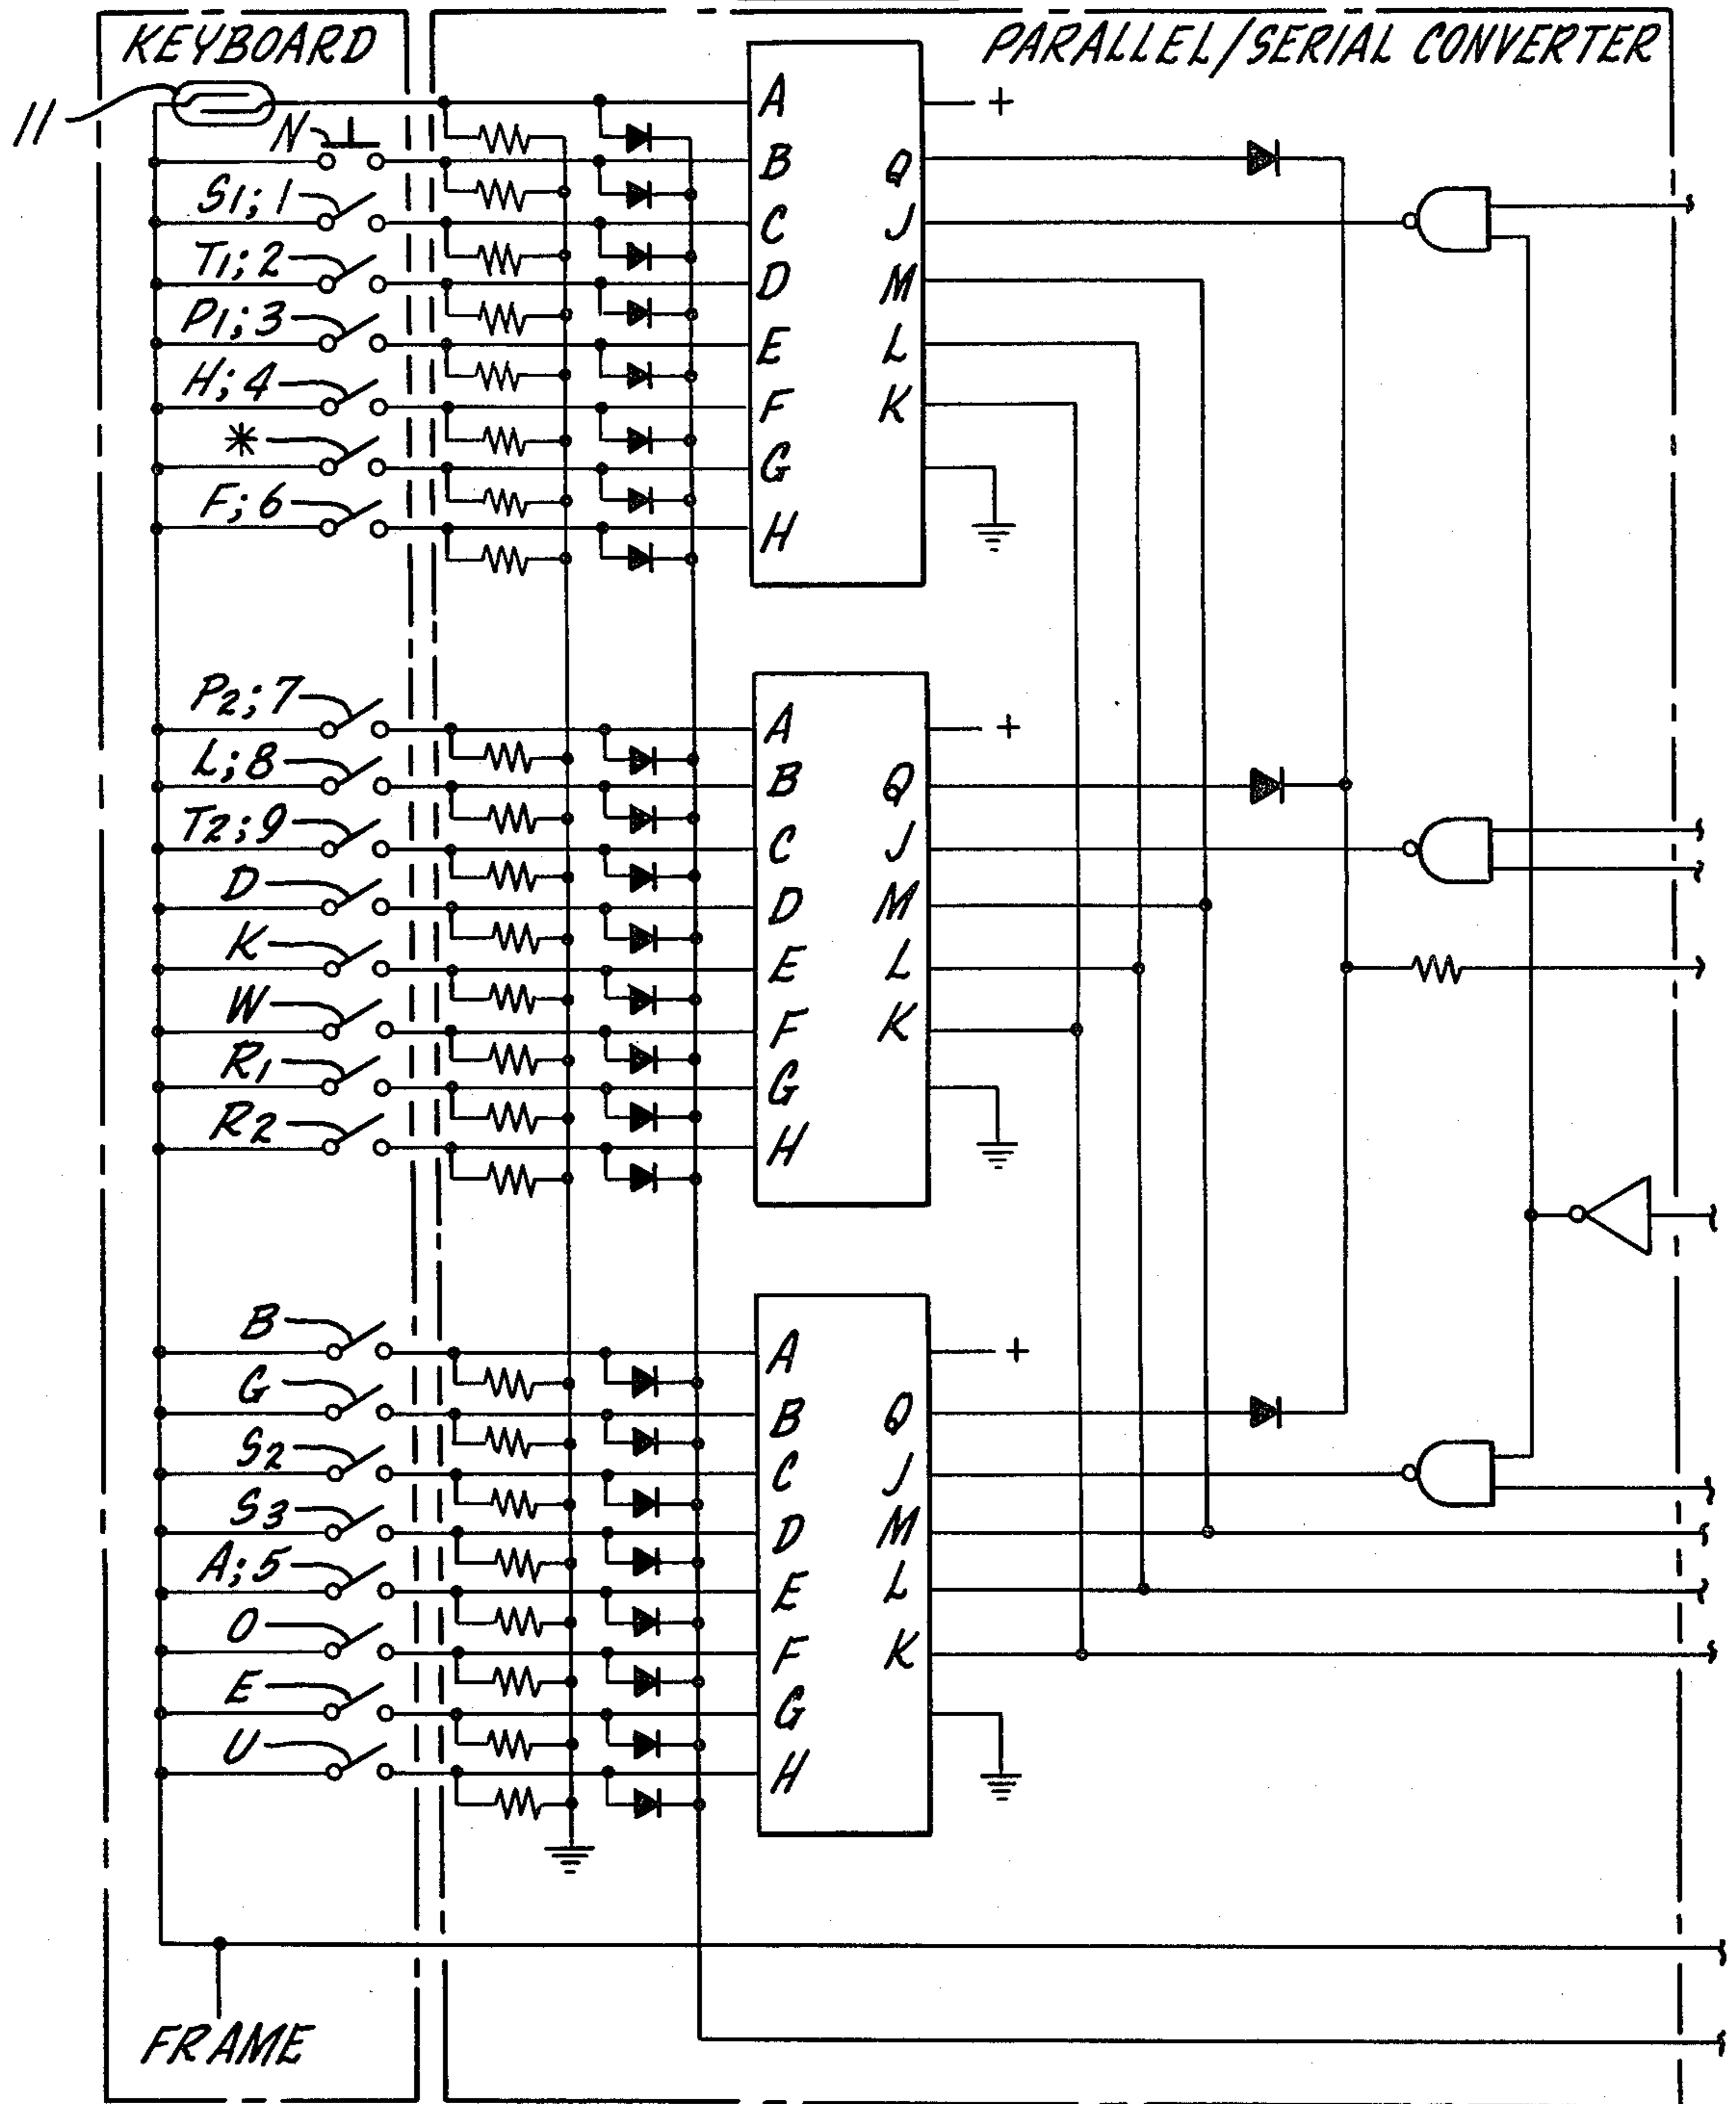 KEYBOARD
PARALLEL/SERIAL CONVERTER
11
N
S1;1
T1;2
P1;3
H;4
*
F;6
A
B
C
D
E
F
G
H
+
Q
J
M
L
K
P2;7
L;8
T2;9
D
K
W
R1
R2
A
B
C
D
E
F
G
H
+
Q
J
M
L
K
B
G
S2
S3
A;5
O
E
U
A
B
C
D
E
F
G
H
+
Q
J
M
L
K
FRAME